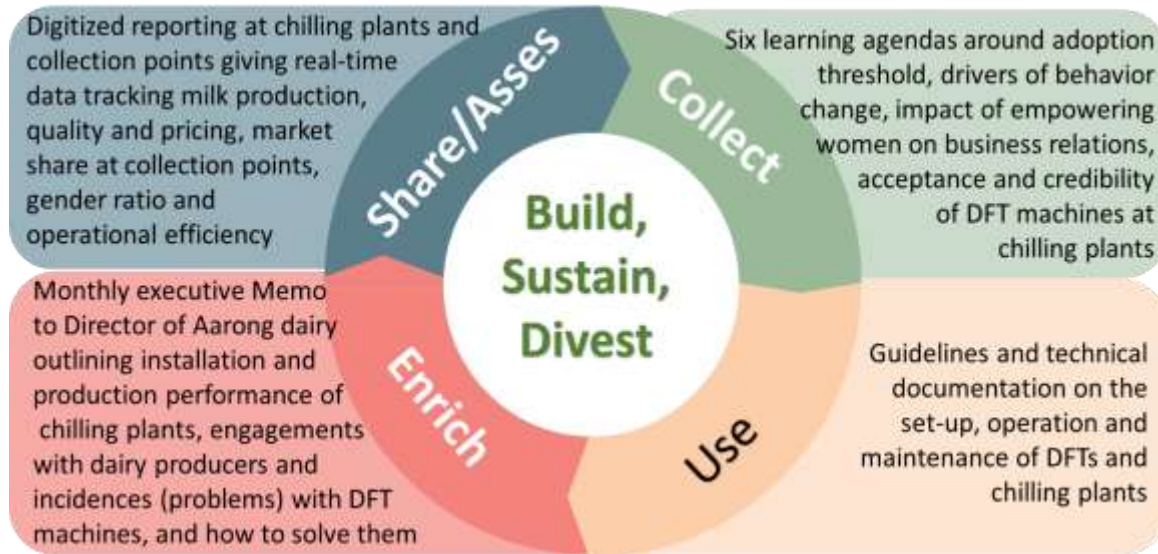 Digitized reporting at chilling plants and
collection points giving real-time
data tracking milk production,
quality and pricing, market
share at collection points,
gender ratio and
operational efficiency
Share/Asses
Collect
Six learning agendas around adoption
threshold, drivers of behavior
change, impact of empowering
women on business relations,
acceptance and credibility
of DFT machines at
chilling plants
Build,
Sustain,
Divest
Monthly executive Memo
to Director of Aarong dairy
outlining installation and
production performance of
chilling plants, engagements
with dairy producers and
incidences (problems) with DFT
machines, and how to solve them
Enrich
Use
Guidelines and technical
documentation on the
set-up, operation and
maintenance of DFTs and
chilling plants